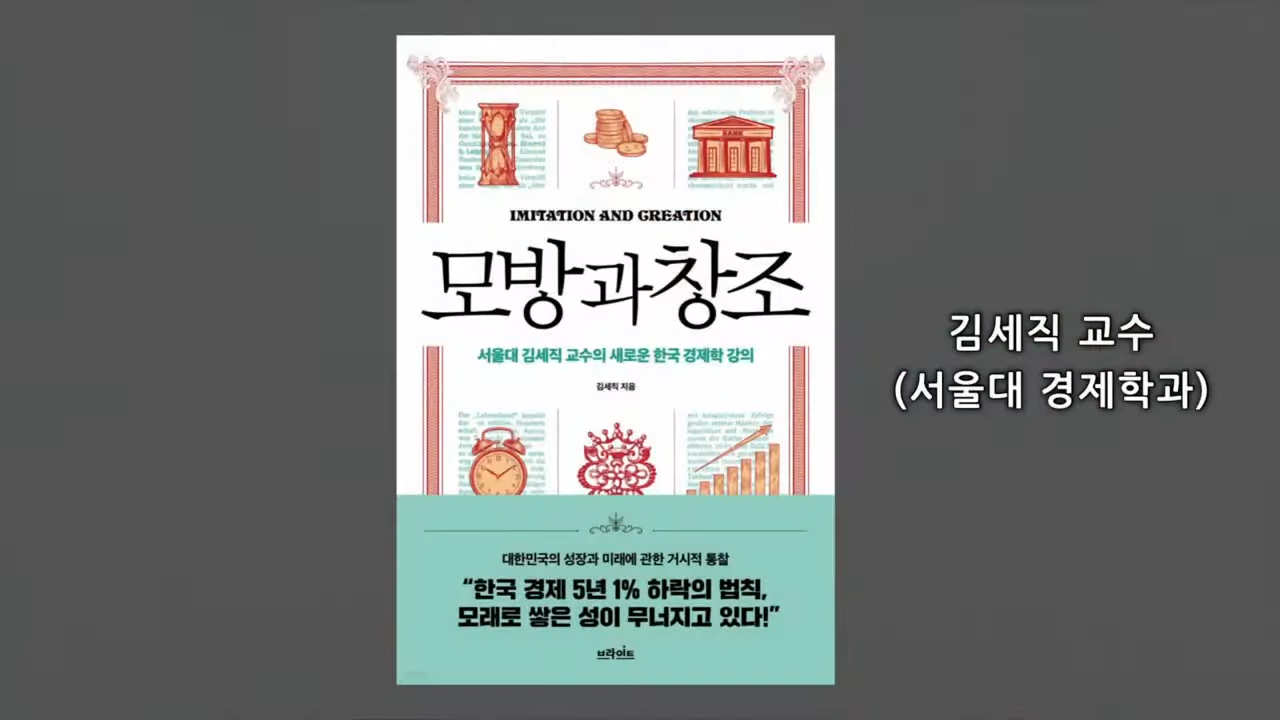 IMITATION AND CREATION
모방과창조
서울대 김세직 교수의 새로운 한국 경제학 강의
김세직 지음
BANK
대한민국의 성장과 미래에 관한 거시적 통찰
“한국 경제 5년 1% 하락의 법칙,
모래로 쌓은 성이 무너지고 있다!”
브라이트
김세직 교수
(서울대 경제학과)